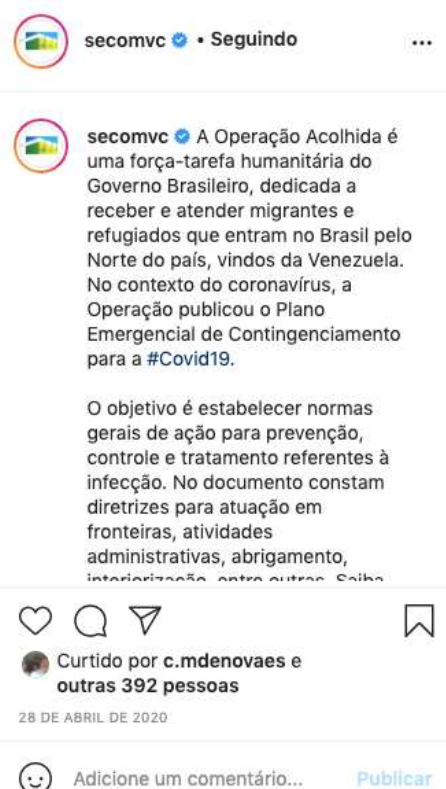 secomvc • Seguindo
secomvc A Operação Acolhida é
uma força-tarefa humanitária do
Governo Brasileiro, dedicada a
receber e atender migrantes e
refugiados que entram no Brasil pelo
Norte do país, vindos da Venezuela.
No contexto do coronavírus, a
Operação publicou o Plano
Emergencial de Contingenciamento
para a #Covid19.
O objetivo é estabelecer normas
gerais de ação para prevenção,
controle e tratamento referentes à
infecção. No documento constam
diretrizes para atuação em
fronteiras, atividades
administrativas, abrigamento,
interiorização, entre outras. Saiba
Curtido por c.mdenovaes e
outras 392 pessoas
28 DE ABRIL DE 2020
Adicione um comentário... Publicar